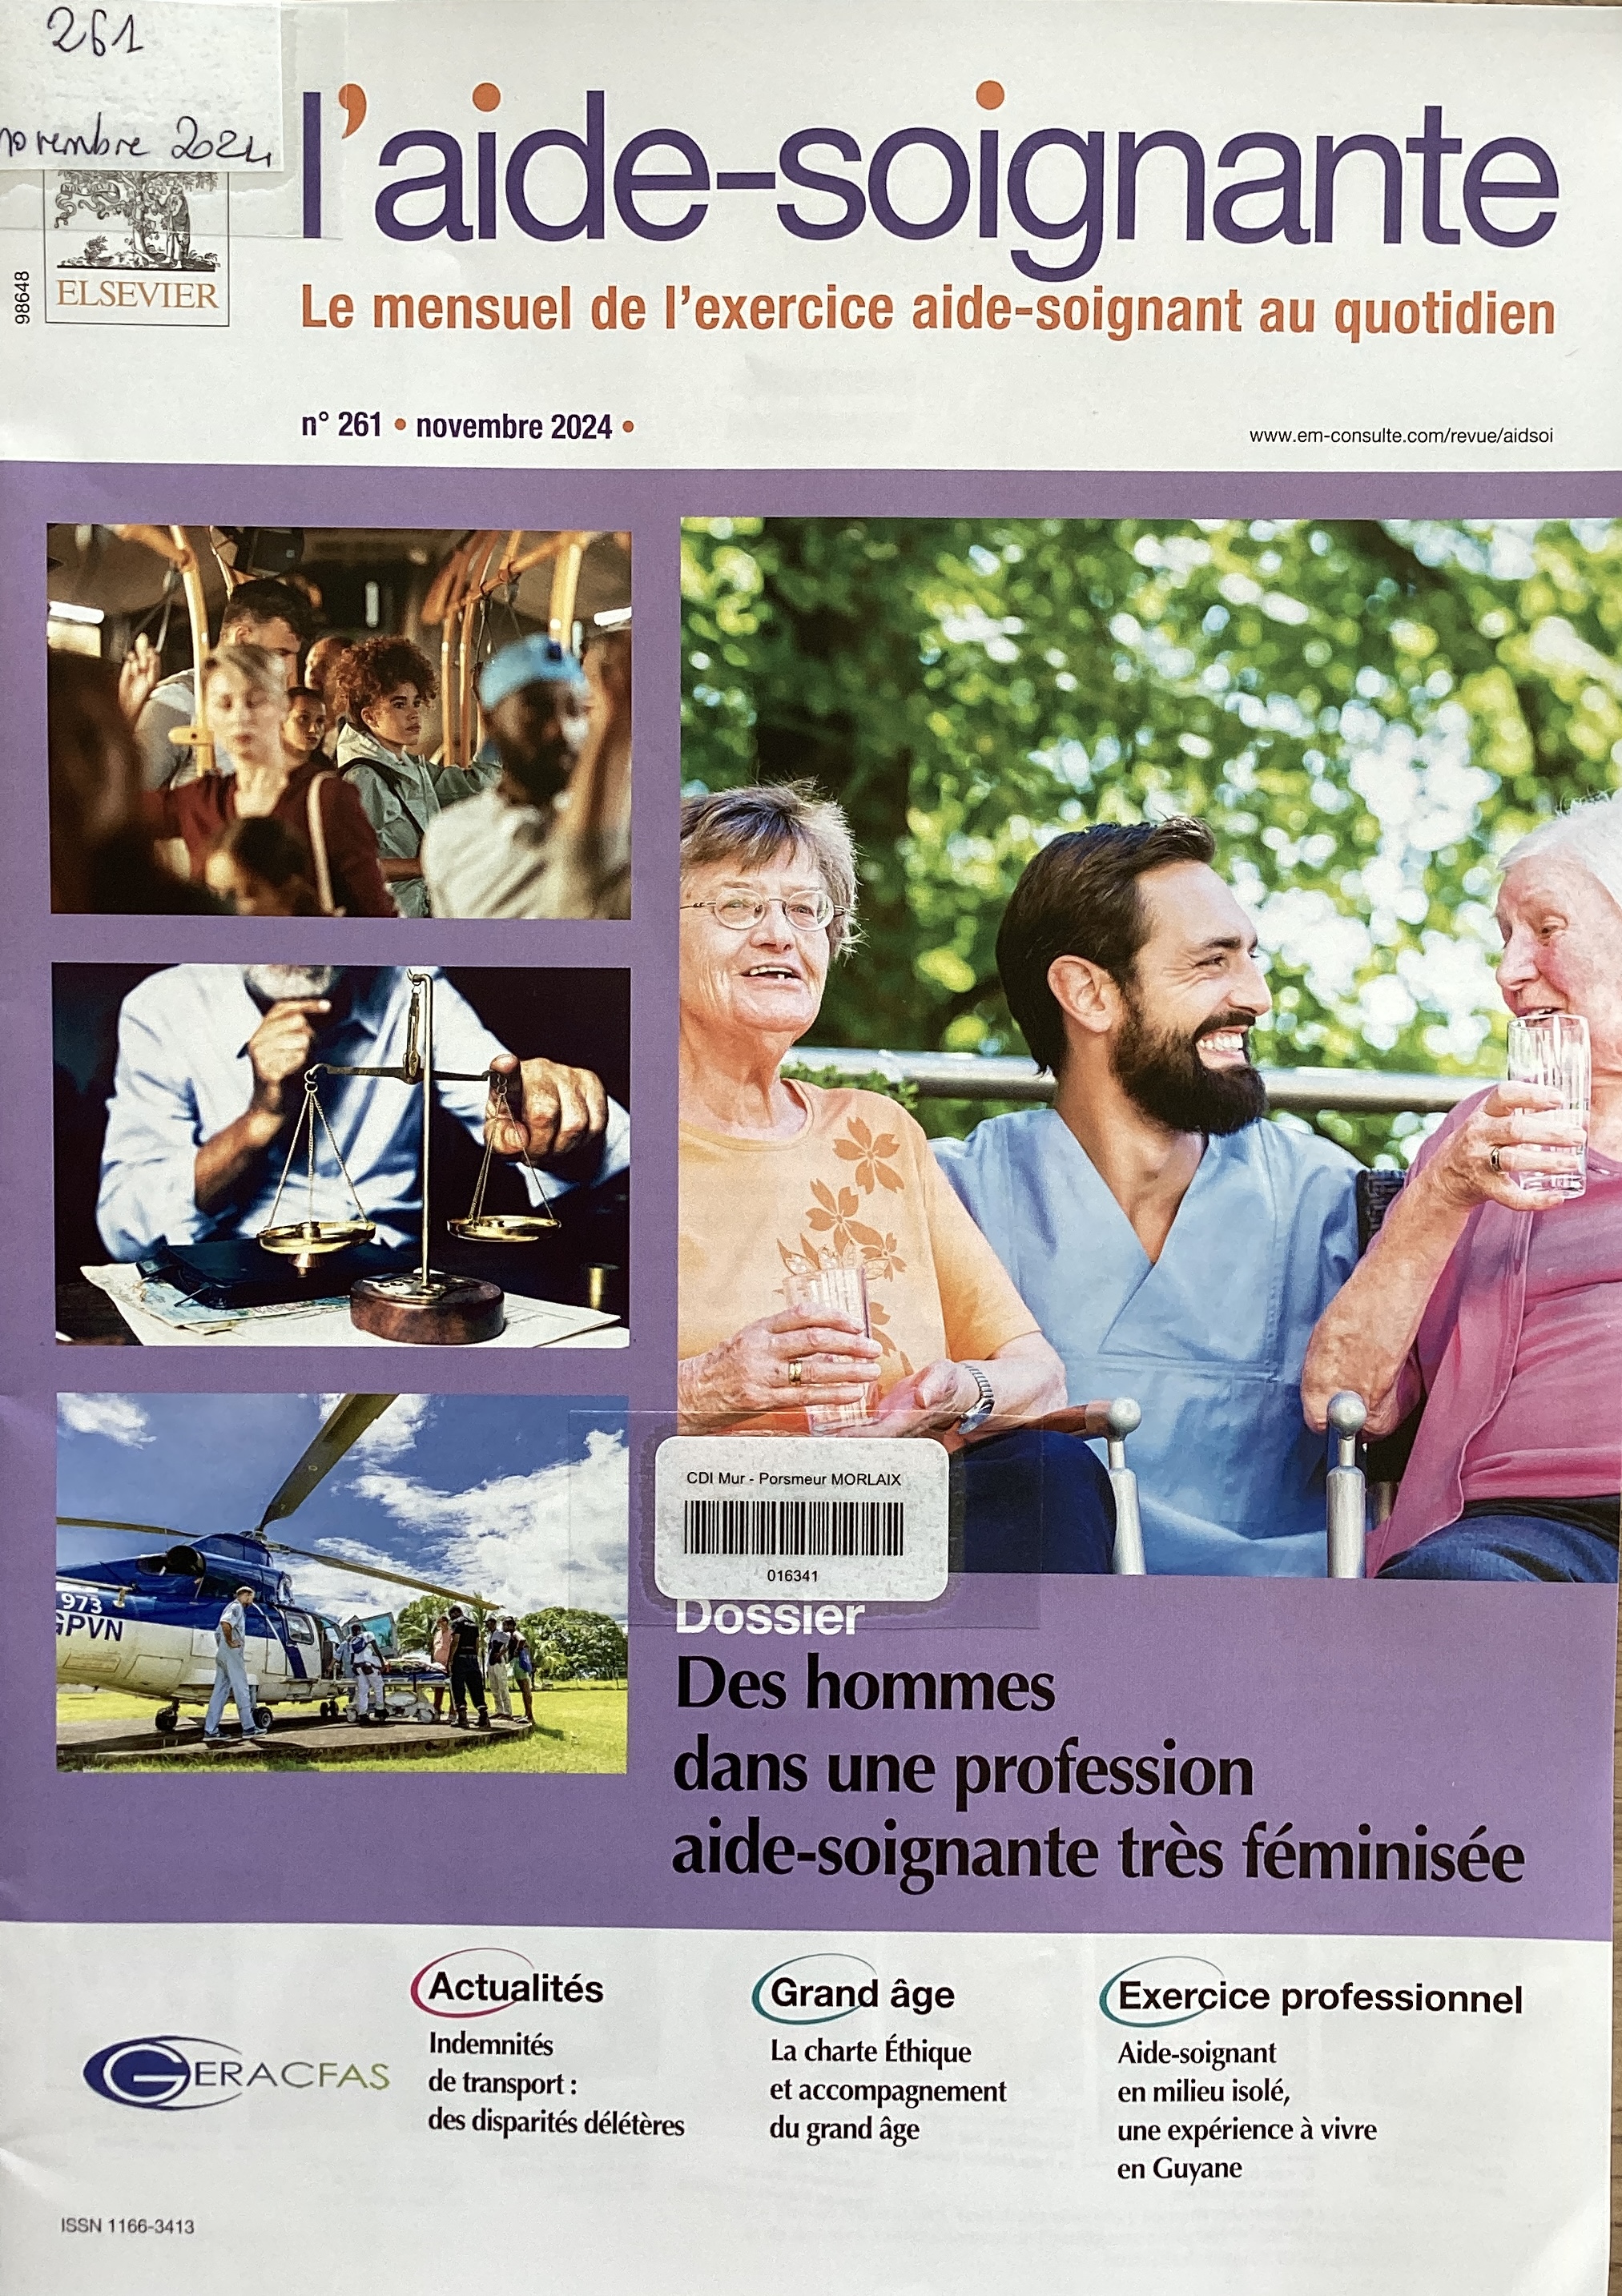 261
novembre 2024
l'aide-soignante
ELSEVIER
98648
Le mensuel de l'exercice aide-soignant au quotidien
n° 261 • novembre 2024 •
www.em-consulte.com/revue/aidsoi
973
GPVN
CDI Mur - Porsmeur MORLAIX
016341
Dossier
Des hommes
dans une profession
aide-soignante très féminisée
GERACFAS
Actualités
Indemnités
de transport :
des disparités délétères
Grand âge
La charte Éthique
et accompagnement
du grand âge
Exercice professionnel
Aide-soignant
en milieu isolé,
une expérience à vivre
en Guyane
ISSN 1166-3413